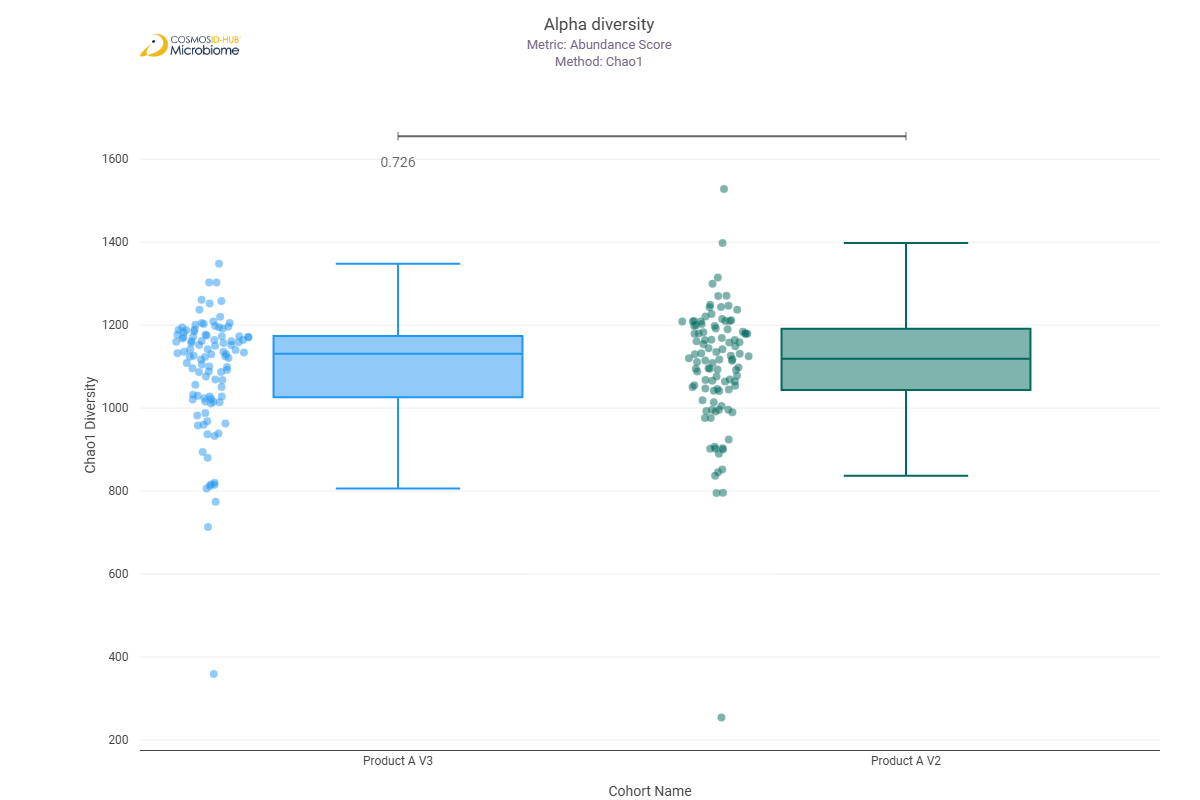 Alpha diversity
Metric: Abundance Score
Method: Chao1
COSMOSID-HUB
Microbiome
0.726
1600
1400
1200
1000
800
600
400
200
Chao1 Diversity
Product A V3
Product A V2
Cohort Name